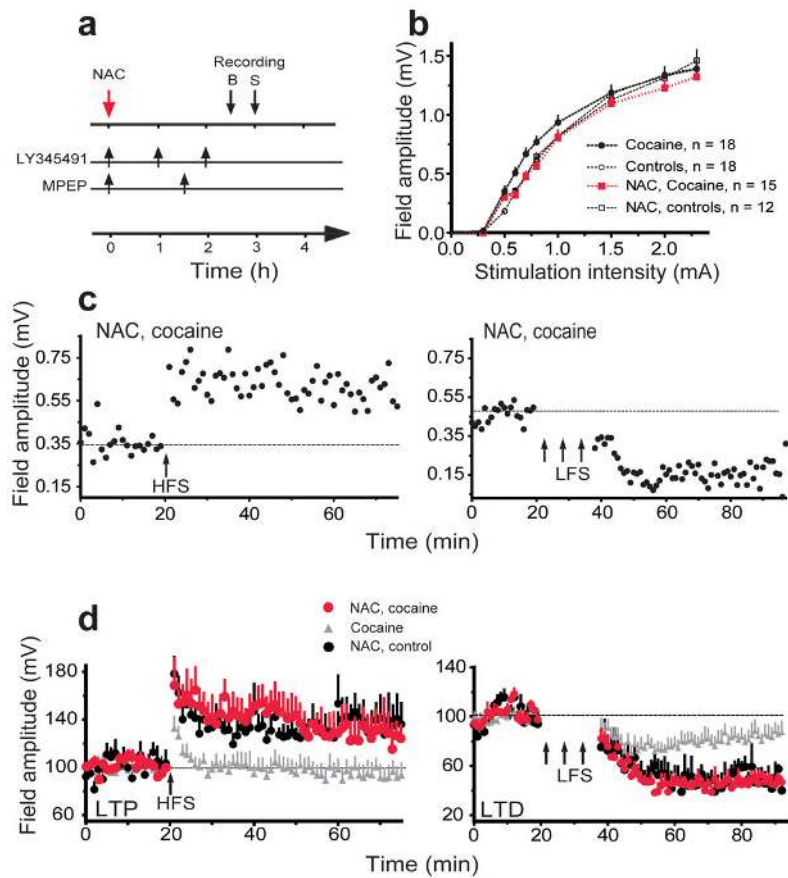 a
NAC
Recording
B S
LY345491
MPEP
0 1 2 3 4
Time (h)
b
Field amplitude (mV)
1.5
1.0
0.5
0.0
0.0 0.5 1.0 1.5 2.0
Stimulation intensity (mA)
Cocaine, n = 18
Controls, n = 18
NAC, Cocaine, n = 15
NAC, controls, n = 12
c
NAC, cocaine
Field amplitude (mV)
0.75
0.55
0.35
0.15
HFS
0 20 40 60
NAC, cocaine
0.75
0.55
0.35
0.15
LFS
0 20 40 60 80
Time (min)
d
NAC, cocaine
Cocaine
NAC, control
Field amplitude (mV)
180
140
100
60
HFS
LTP
0 20 40 60
140
100
60
20
LFS
LTD
0 20 40 60 80
Time (min)